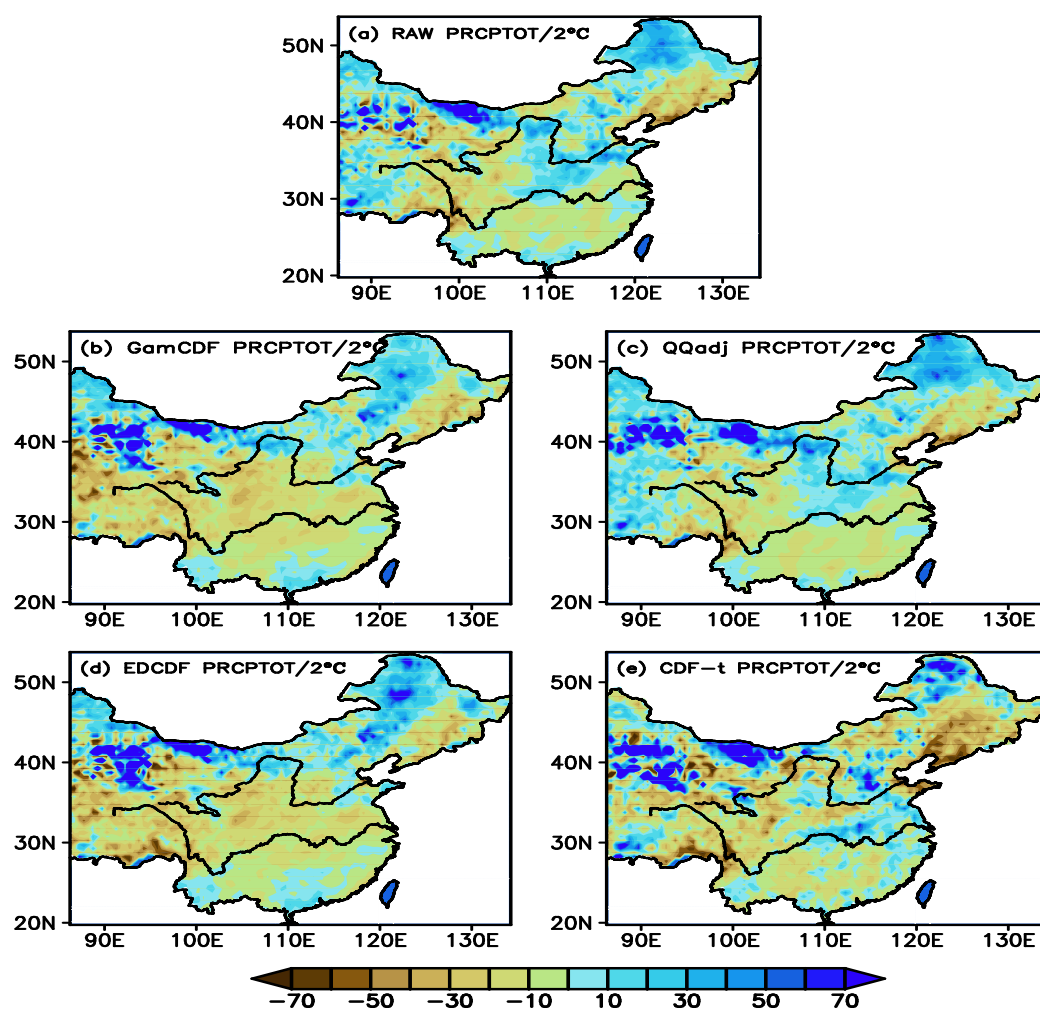 (a) RAW PRCPTOT/2°C
50N
40N
30N
20N
90E 100E 110E 120E 130E
(b) GamCDF PRCPTOT/2°C
50N
40N
30N
20N
90E 100E 110E 120E 130E
(c) QQadj PRCPTOT/2°C
50N
40N
30N
20N
90E 100E 110E 120E 130E
(d) EDCDF PRCPTOT/2°C
50N
40N
30N
20N
90E 100E 110E 120E 130E
(e) CDF-t PRCPTOT/2°C
50N
40N
30N
20N
90E 100E 110E 120E 130E
-70 -50 -30 -10 10 30 50 70